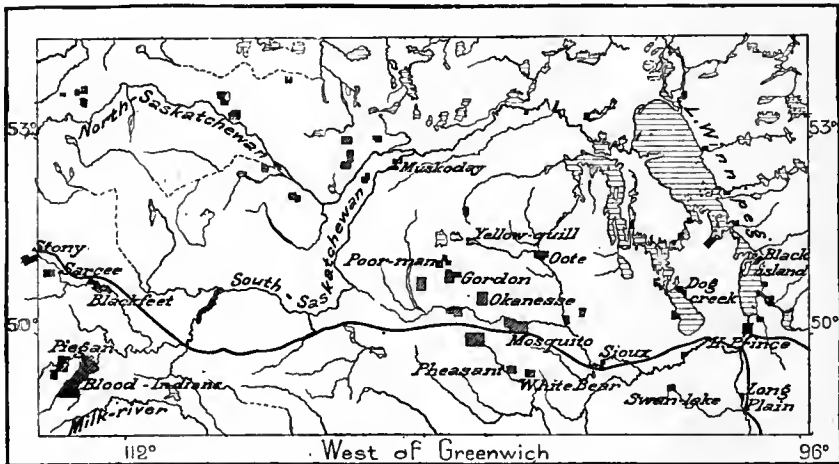 53°
North-Saskatchewan
L. Winnipeg
Muskoday
Saskatchewan
Yellow-quill
Stony
Sarcee
Blackfeet
South-
Poor-man
Gordon
Okanesse
Oote
Dog
creek
Black
island
50°
50°
Piegan
Blood-Indians
Milk-river
Mosquito
Pheasant
White Bear
Sioux
H. Prince
Swan-lake
Long
Plain
112°
West of Greenwich
96°